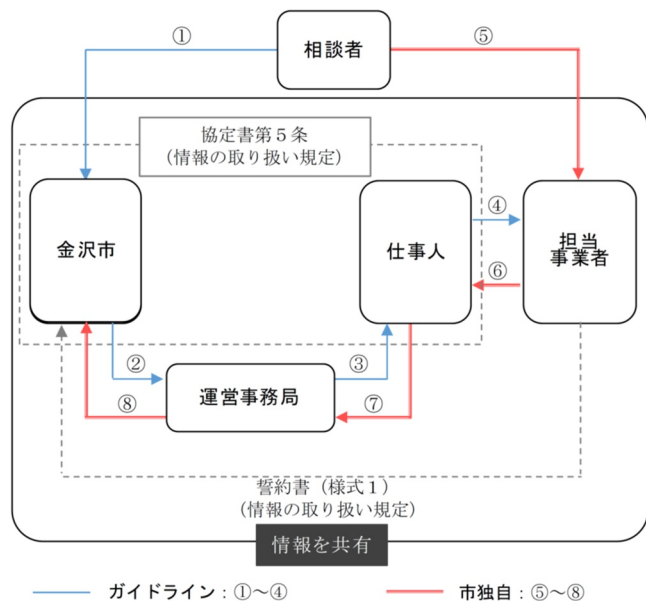 ①
相談者
⑤
協定書第５条
（情報の取り扱い規定）
金沢市
仕事人
④
担当
事業者
⑥
②
③
運営事務局
⑧
⑦
誓約書（様式１）
（情報の取り扱い規定）
情報を共有
ガイドライン：①～④
市独自：⑤～⑧